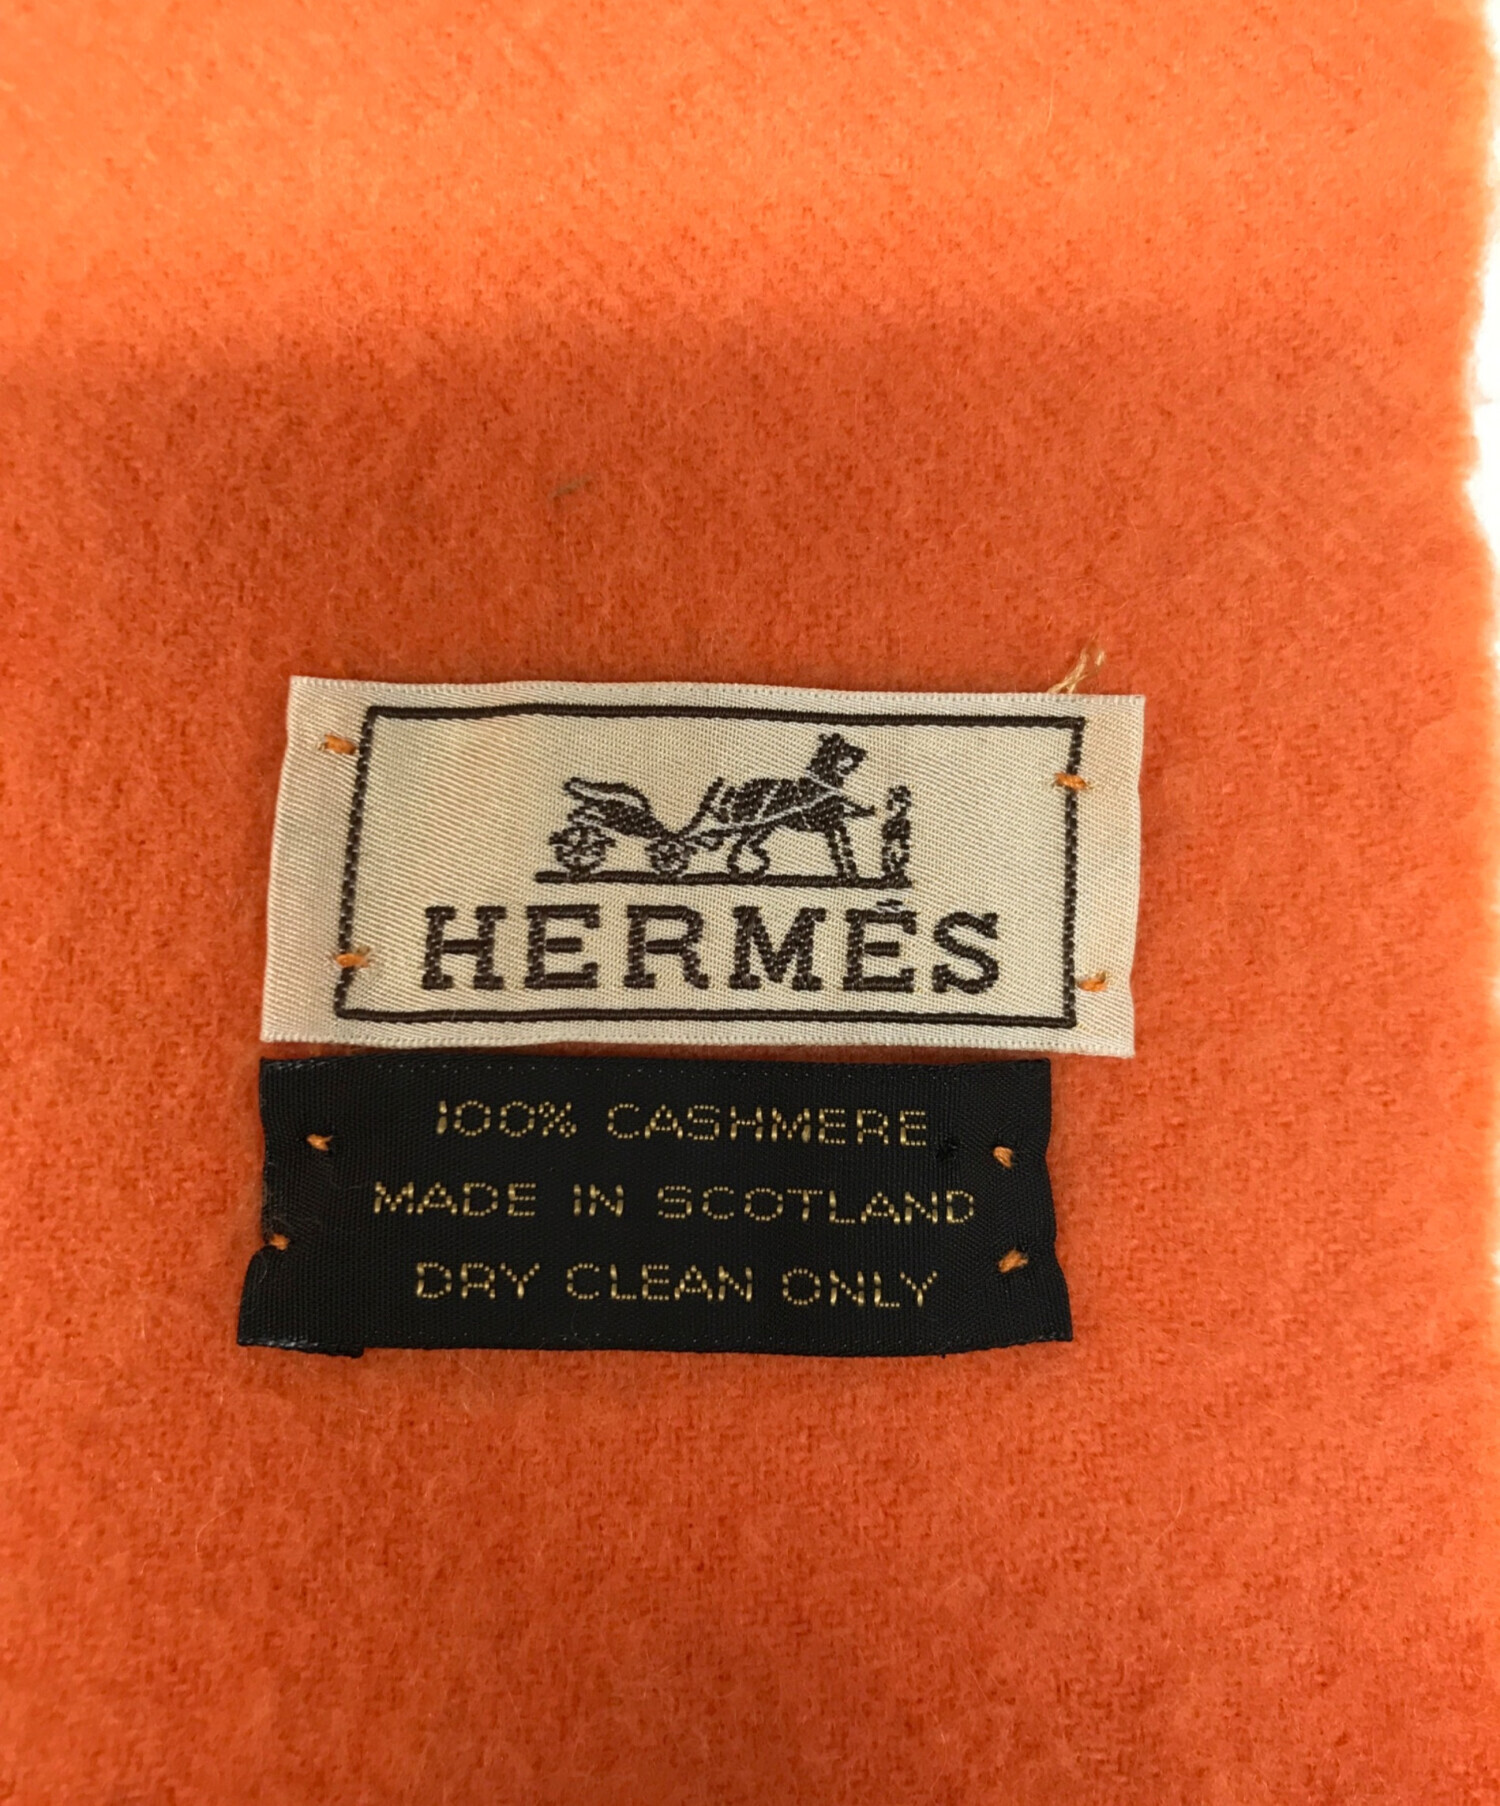 HERMÈS
100% CASHMERE
MADE IN SCOTLAND
DRY CLEAN ONLY